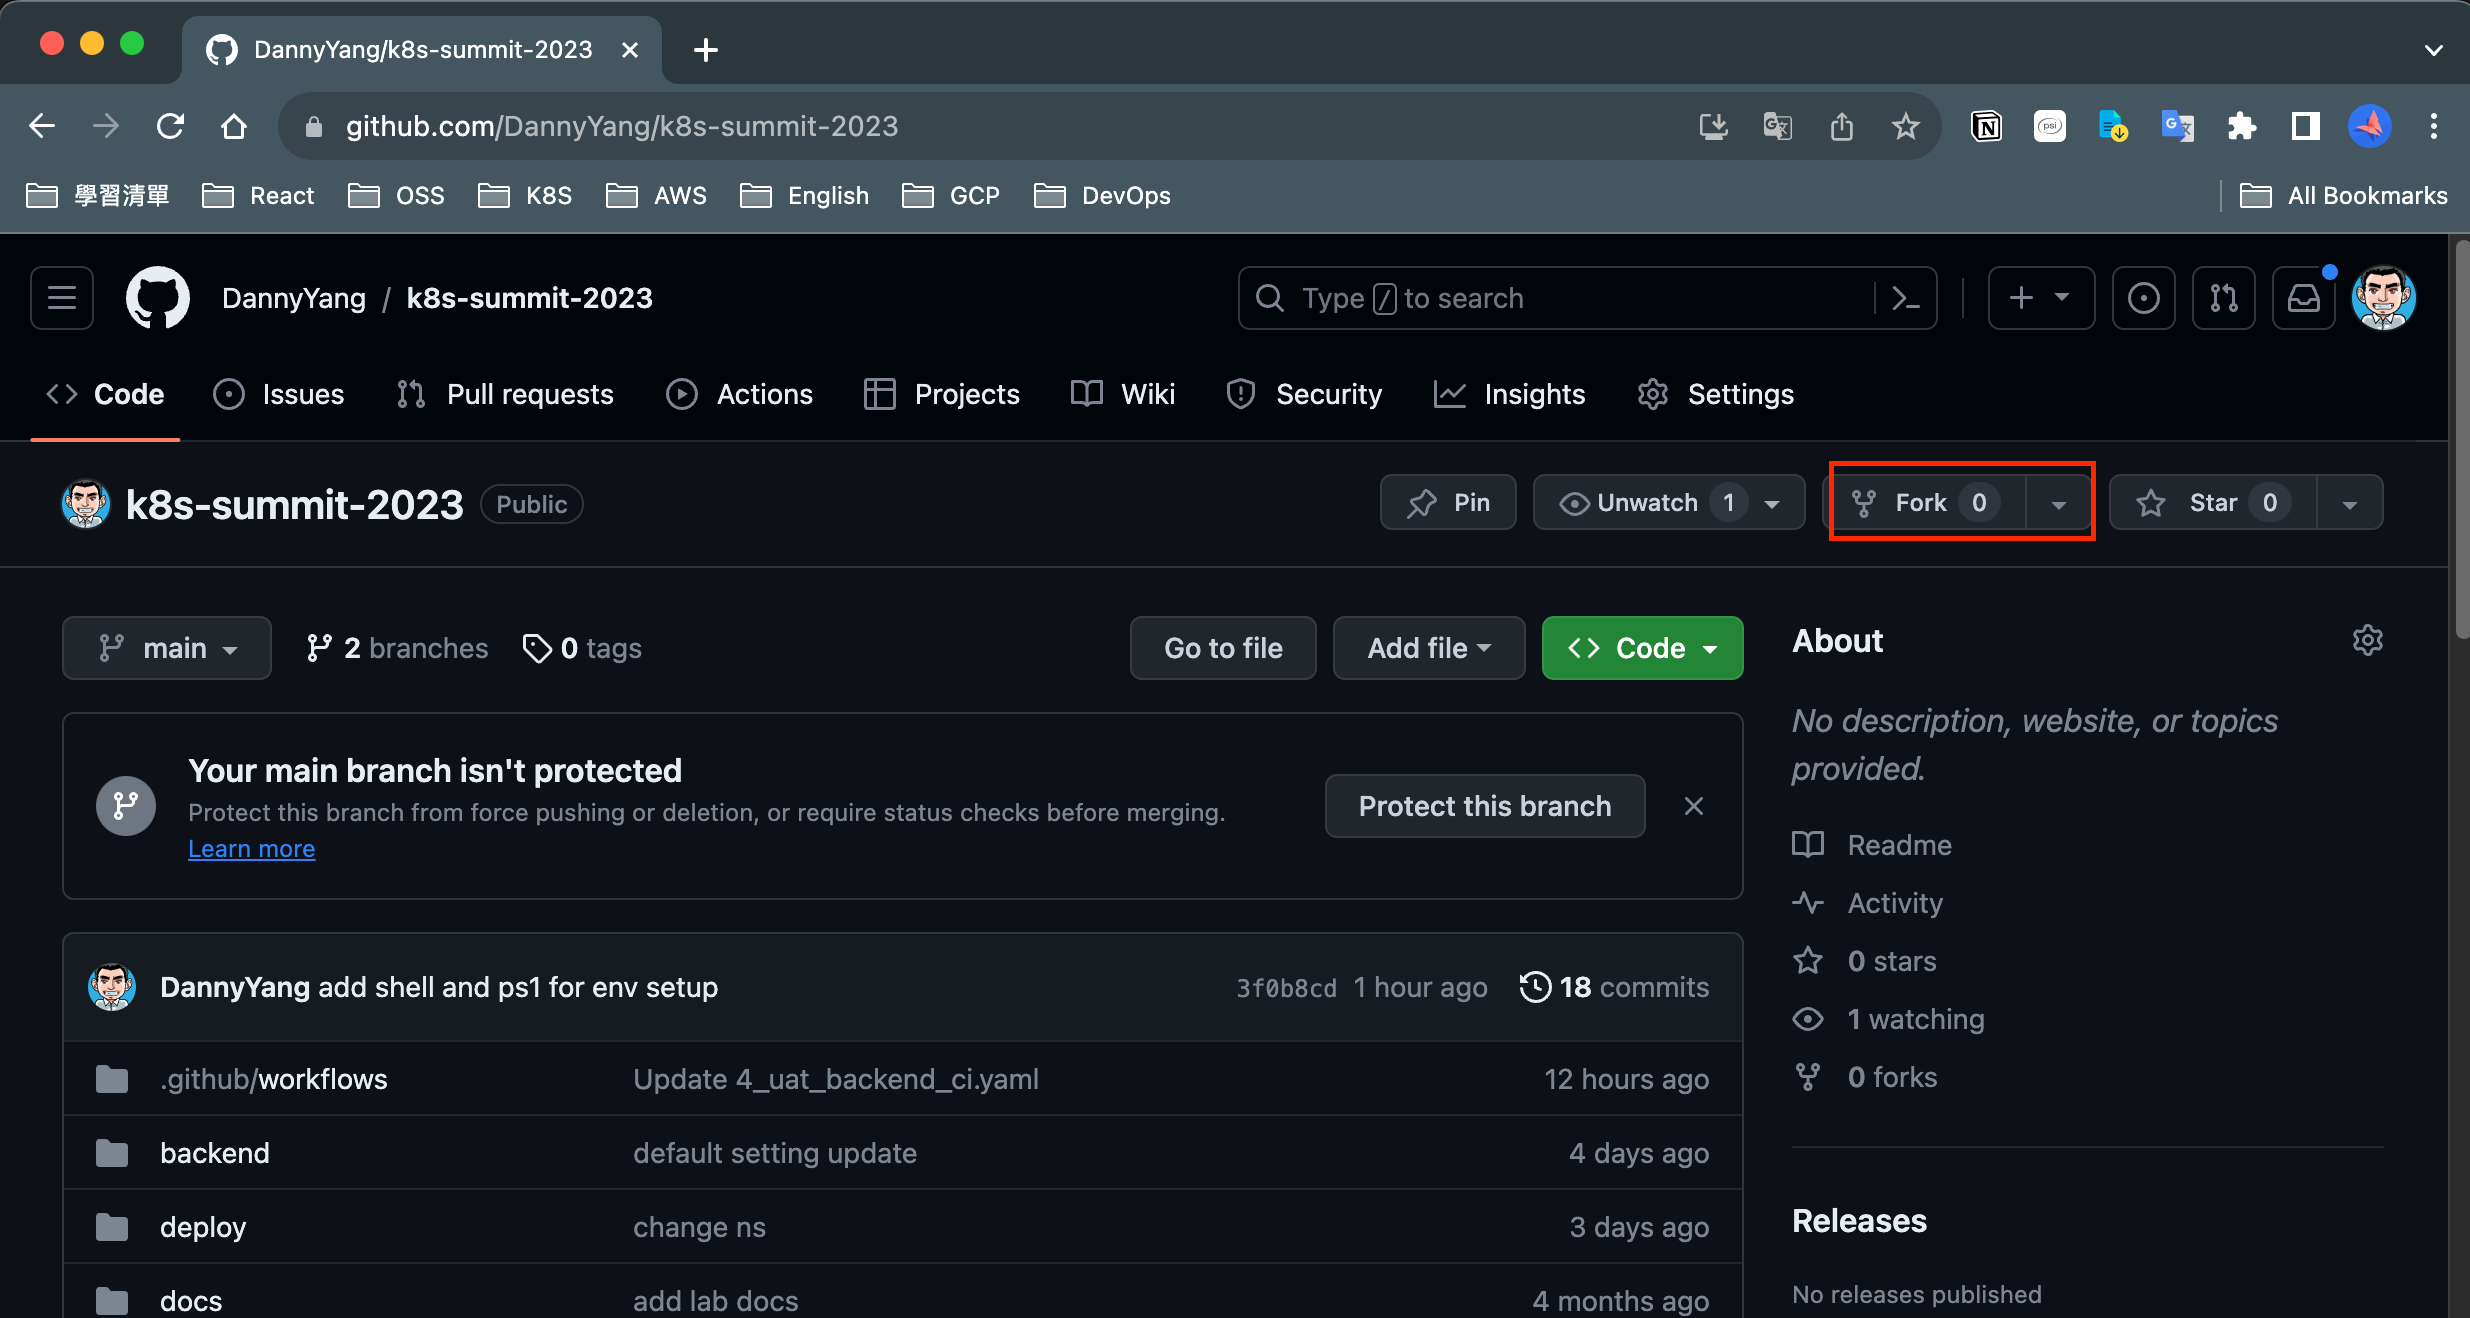 DannyYang/k8s-summit-2023
github.com/DannyYang/k8s-summit-2023
學習清單 React OSS K8S AWS English GCP DevOps All Bookmarks
DannyYang / k8s-summit-2023 Type / to search
Code Issues Pull requests Actions Projects Wiki Security Insights Settings
k8s-summit-2023 Public Pin Unwatch 1 Fork 0 Star 0
main 2 branches 0 tags Go to file Add file Code
About
No description, website, or topics
provided.
Your main branch isn't protected
Protect this branch from force pushing or deletion, or require status checks before merging.
Learn more
Protect this branch
Readme
Activity
0 stars
1 watching
0 forks
DannyYang add shell and ps1 for env setup 3f0b8cd 1 hour ago 18 commits
.github/workflows Update 4_uat_backend_ci.yaml 12 hours ago
backend default setting update 4 days ago
deploy change ns 3 days ago
docs add lab docs 4 months ago
Releases
No releases published